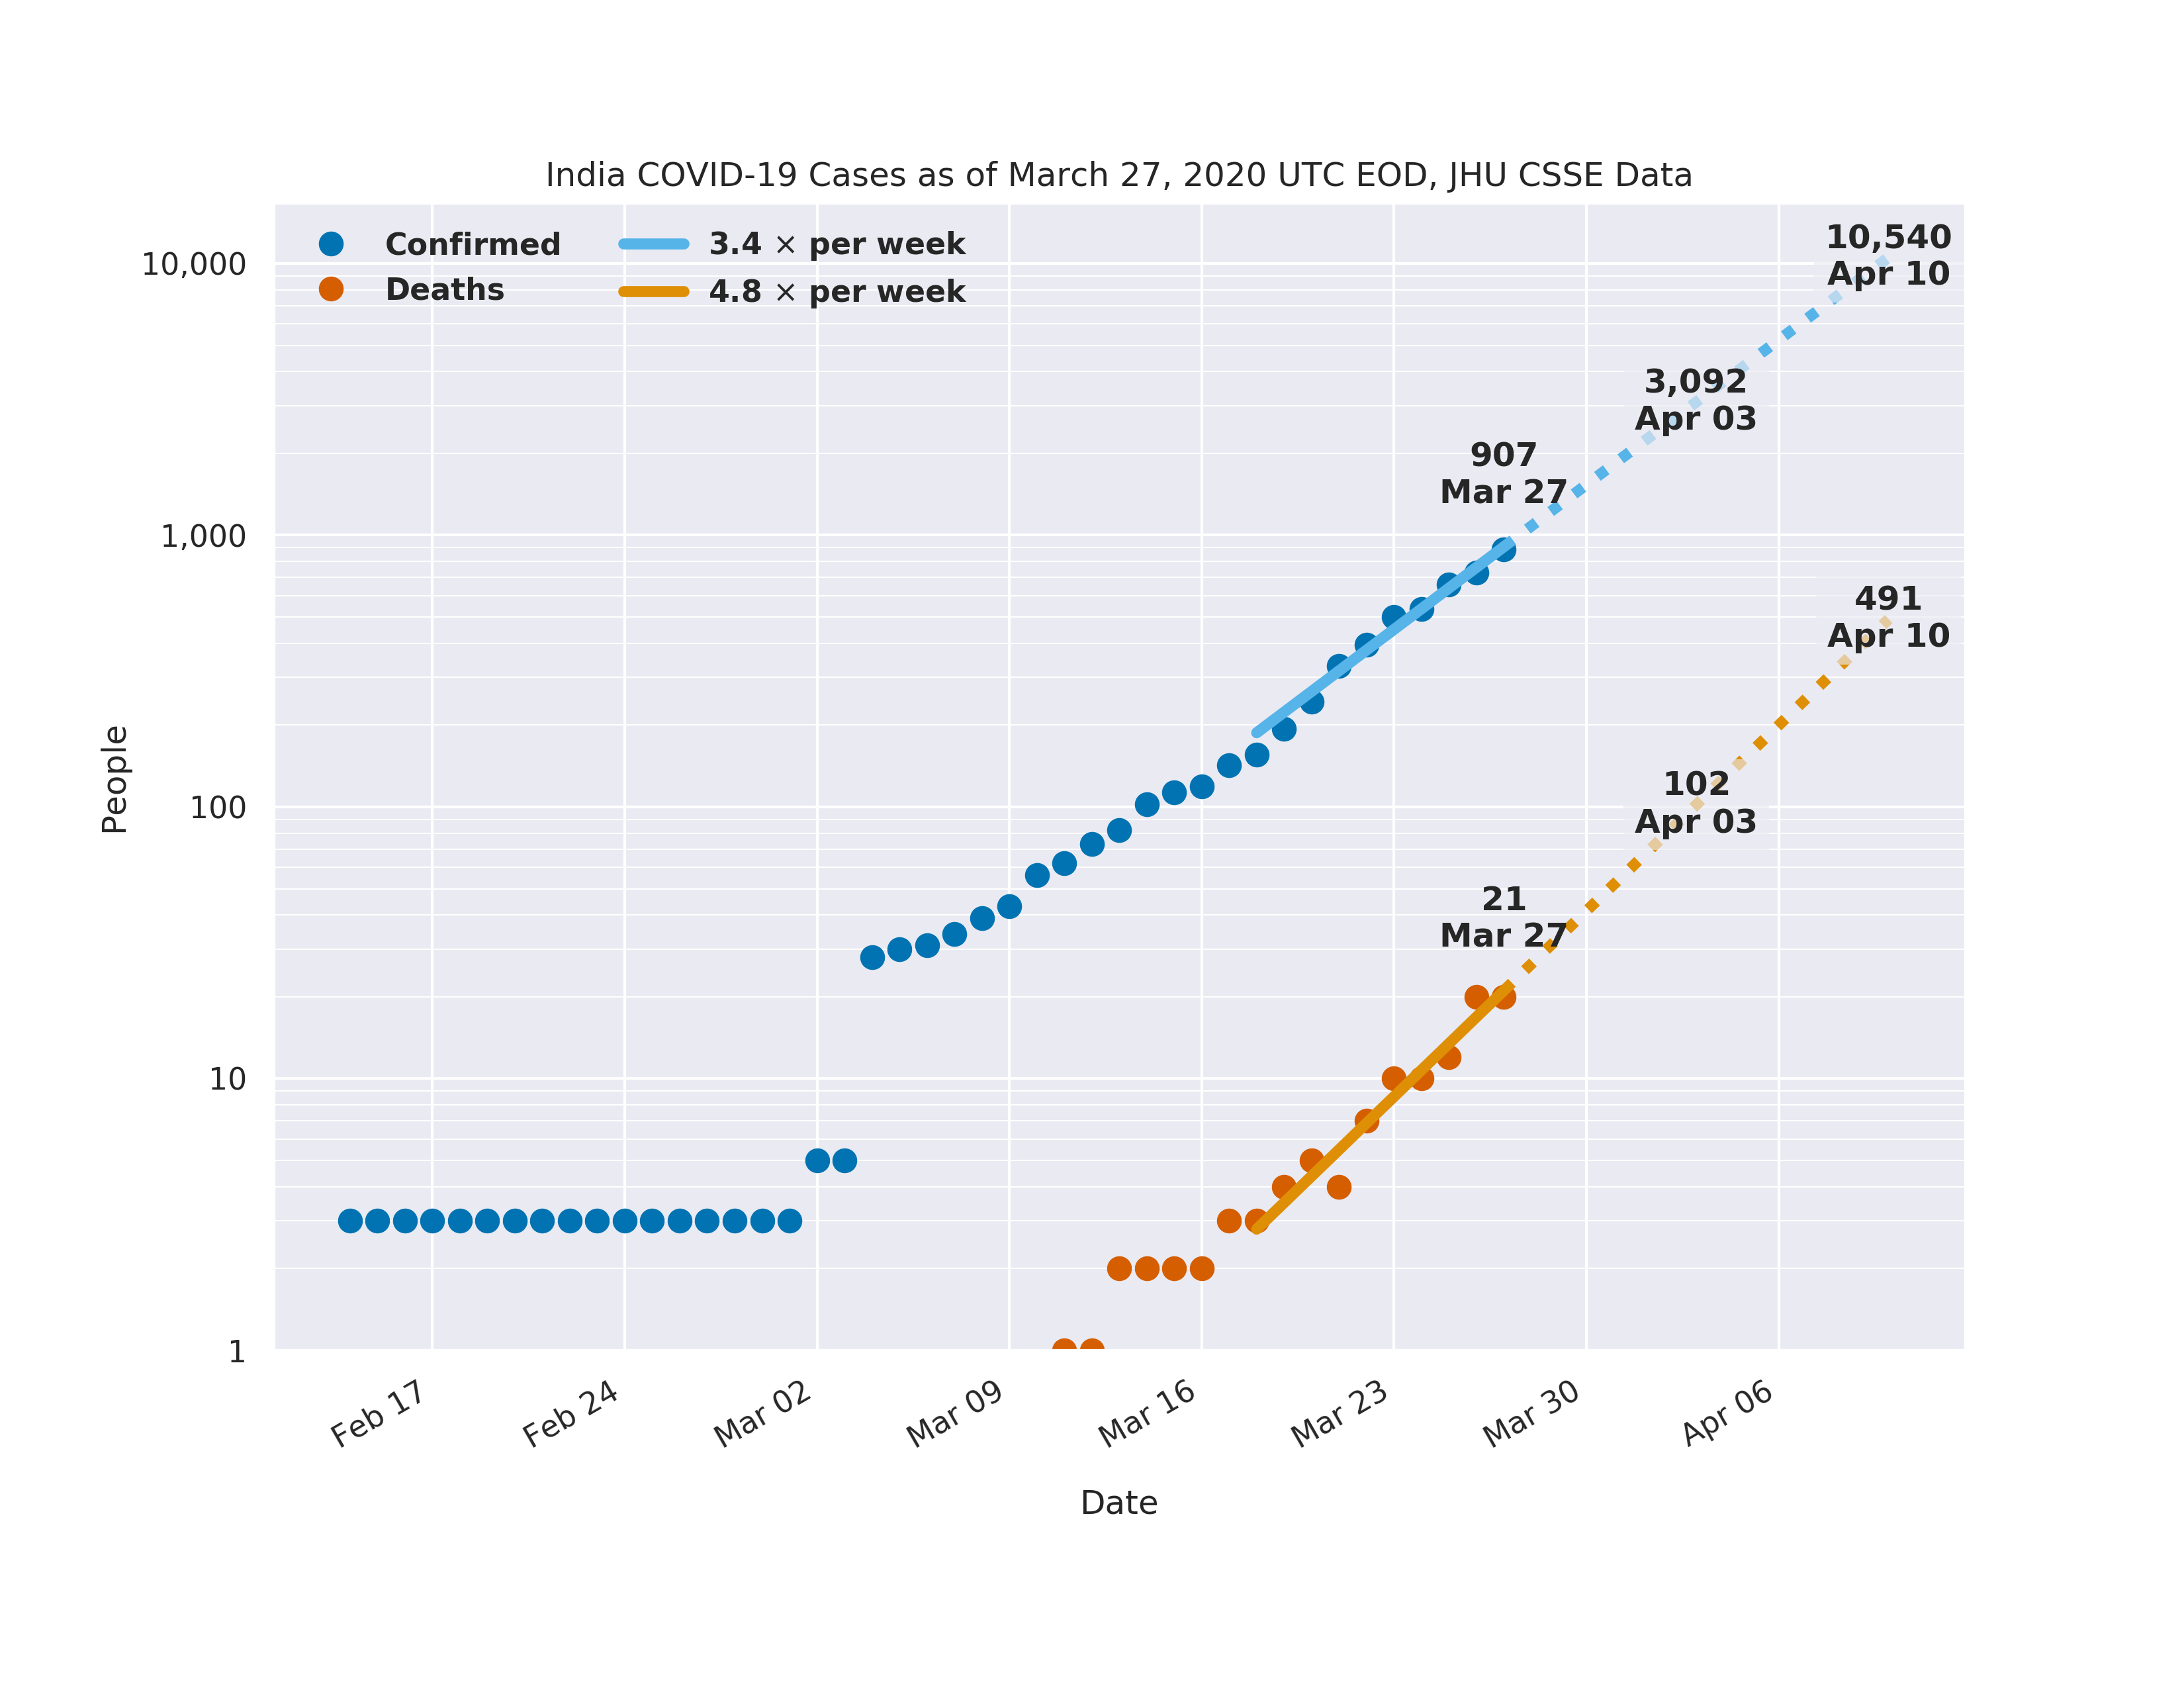 India COVID-19 Cases as of March 27, 2020 UTC EOD, JHU CSSE Data
Confirmed
Deaths
3.4 × per week
4.8 × per week
10,540
Apr 10
3,092
Apr 03
907
Mar 27
491
Apr 10
102
Apr 03
21
Mar 27
People
10,000
1,000
100
10
1
Feb 17
Feb 24
Mar 02
Mar 09
Mar 16
Mar 23
Mar 30
Apr 06
Date